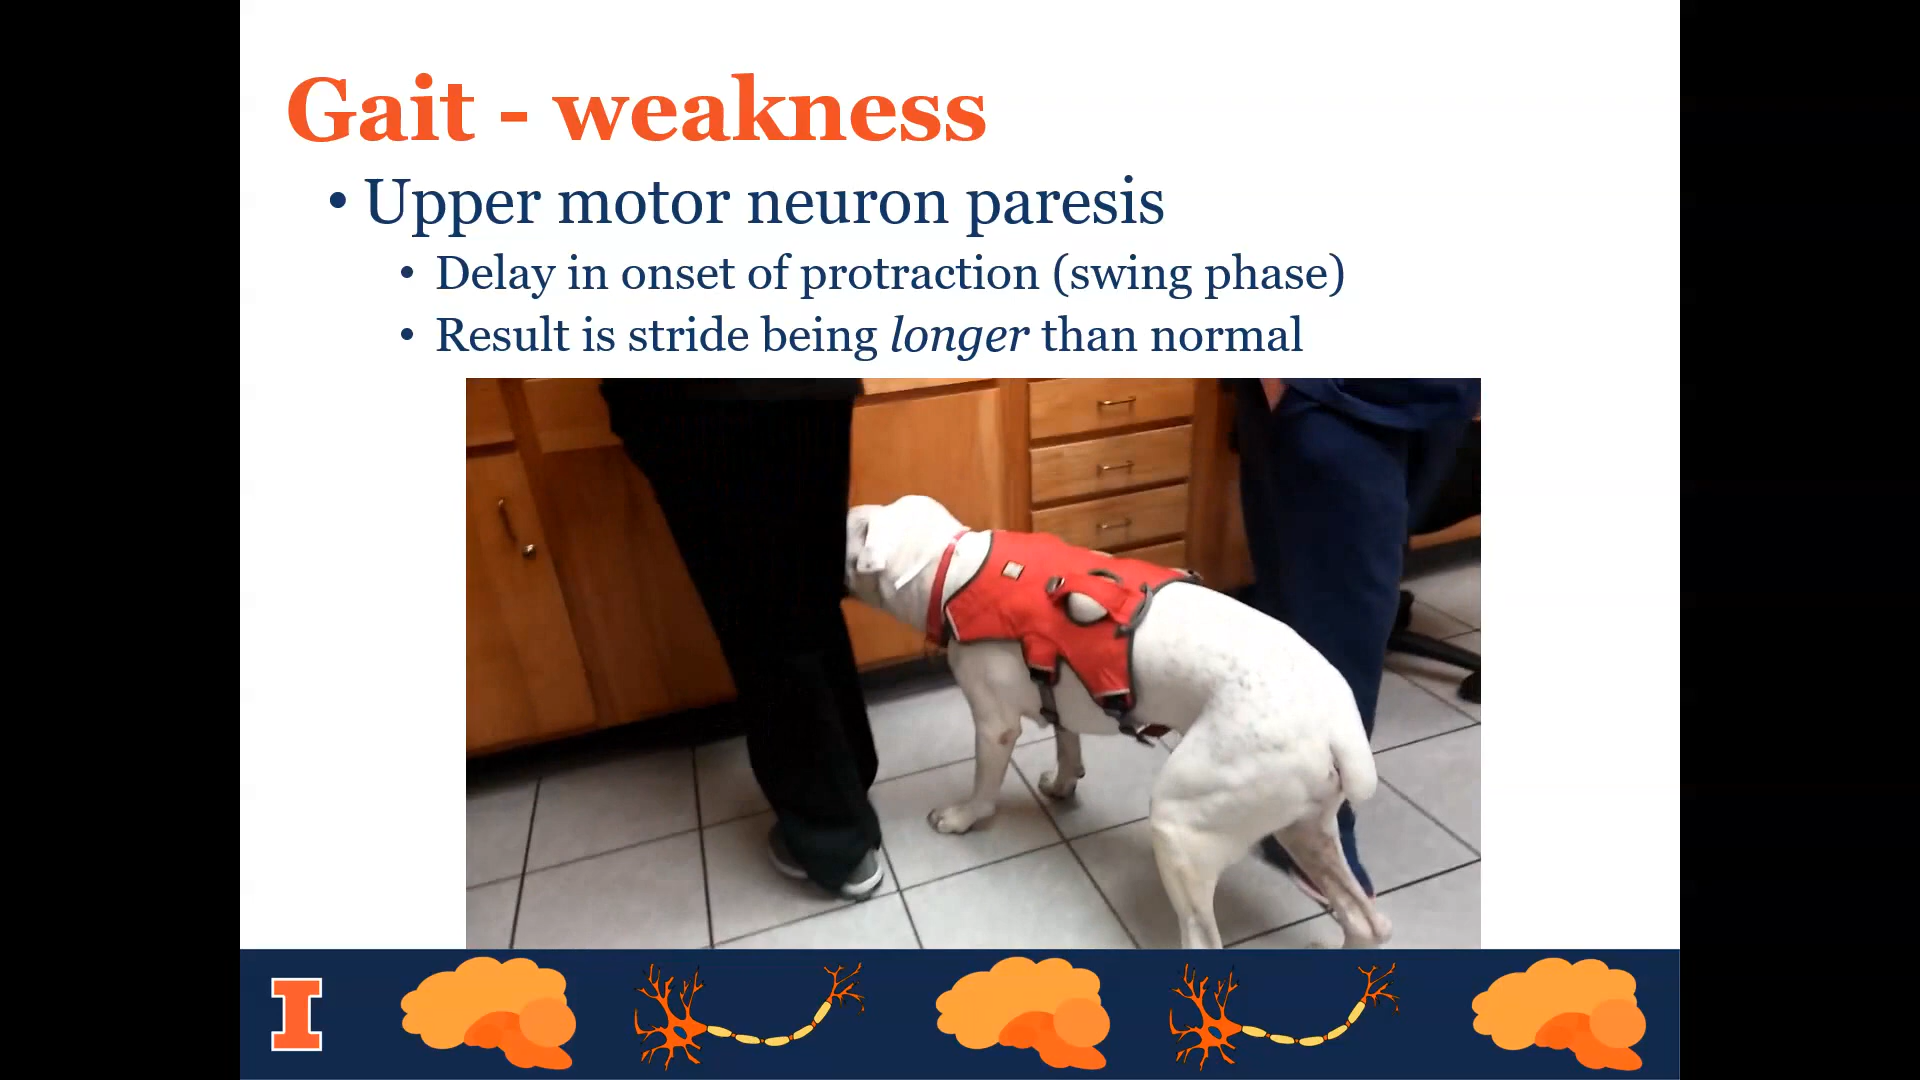 Gait - weakness
• Upper motor neuron paresis
• Delay in onset of protraction (swing phase)
• Result is stride being longer than normal
I